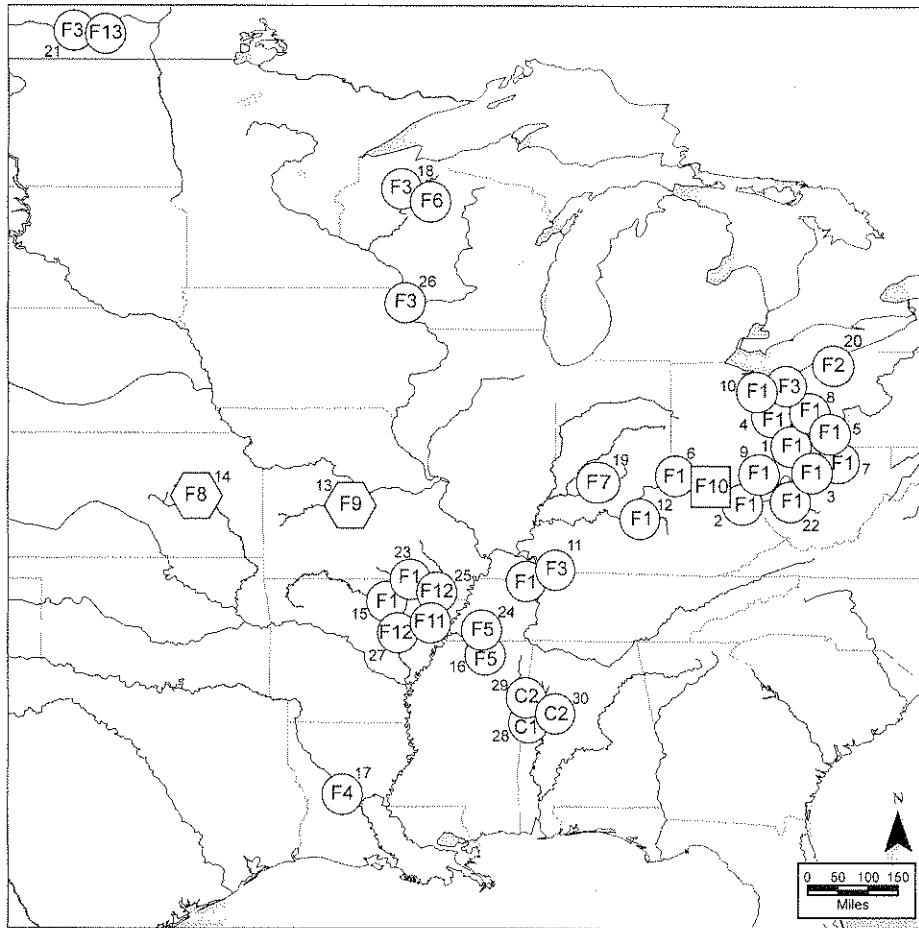 F3 F13
21
18
F3 F6
26
F3
20
F2
10 F1 F3
8
4 F1 F1
5
F1
1 F1
14
F8
13
F9
19
F7
6
F1
F10
9
F1
F1
F1 7
3
2 F1
F1
22
12
F1
11
F1 F3
23
F1
25
F12
15 F1
F11
F12
27
24
F5
16 F5
29 C2
30
C2
28 C1
17
F4
N
0 50 100 150
Miles